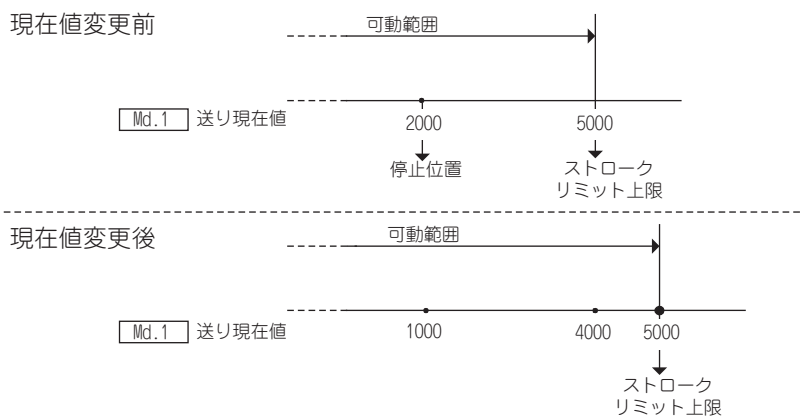 現在値変更前
可動範囲
Md.1 送り現在値
2000 5000
停止位置
ストローク
リミット上限
現在値変更後
可動範囲
Md.1 送り現在値
1000 4000 5000
ストローク
リミット上限